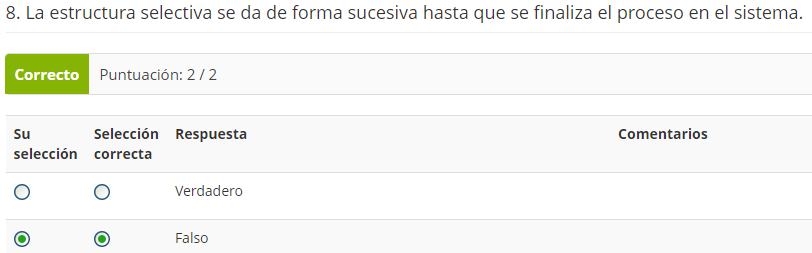 8. La estructura selectiva se da de forma sucesiva hasta que se finaliza el proceso en el sistema.
Correcto Puntuación: 2 / 2
Su selección Selección correcta Respuesta Comentarios
Verdadero
Falso